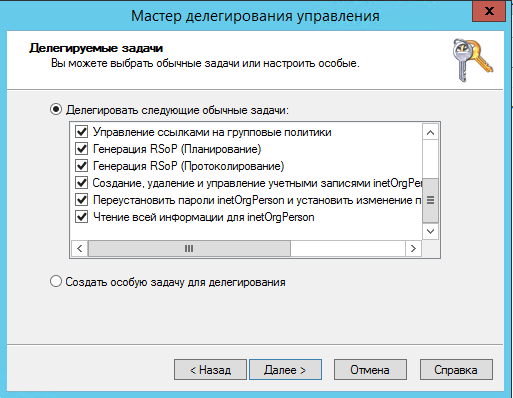 Мастер делегирования управления
x
Делегируемые задачи
Вы можете выбрать обычные задачи или настроить особые.
Делегировать следующие обычные задачи:
Управление ссылками на групповые политики
Генерация RSoP (Планирование)
Генерация RSoP (Протоколирование)
Создание, удаление и управление учетными записями inetOrgPer
Переустановить пароли inetOrgPerson и установить изменение п
Чтение всей информации для inetOrgPerson
Создать особую задачу для делегирования
< Назад
Далее >
Отмена
Справка